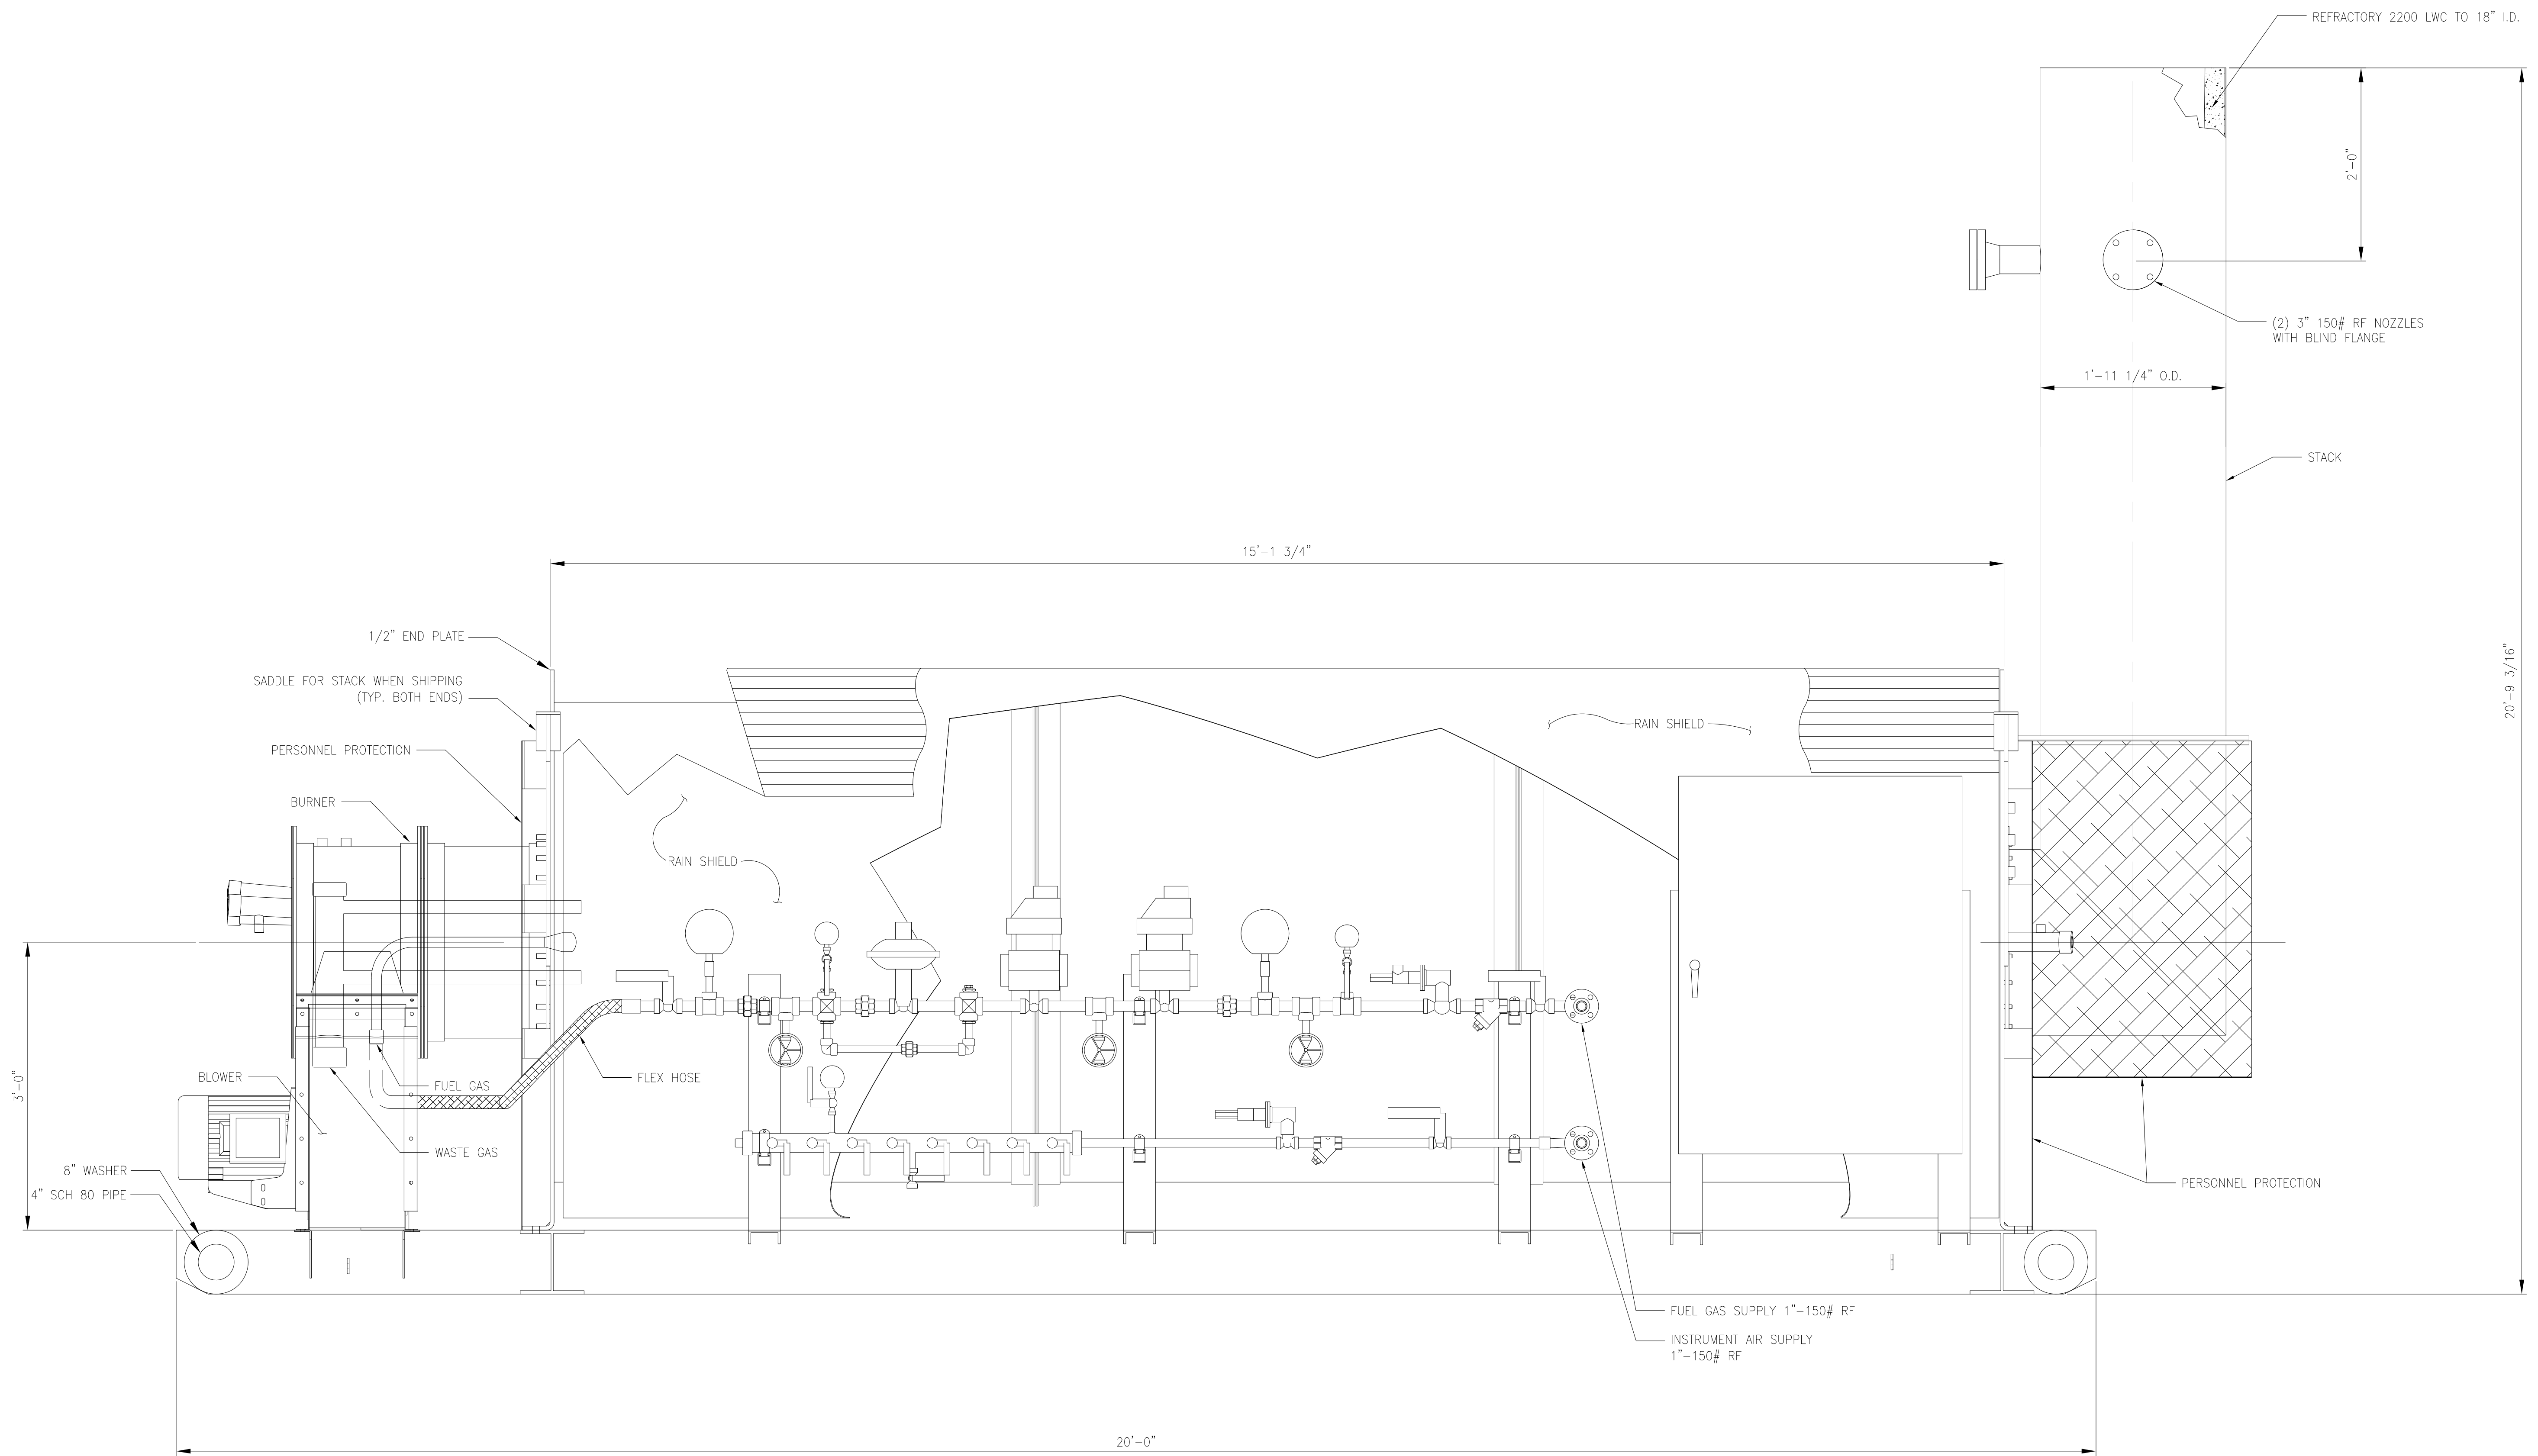 REFRACTORY 2200 LWC TO 18" I.D.
2'-0"
(2) 3" 150# RF NOZZLES
WITH BLIND FLANGE
1'-11 1/4" O.D.
STACK
15'-1 3/4"
1/2" END PLATE
SADDLE FOR STACK WHEN SHIPPING
(TYP. BOTH ENDS)
20'-9 3/16"
RAIN SHIELD
PERSONNEL PROTECTION
BURNER
RAIN SHIELD
3'-0"
BLOWER
FUEL GAS
FLEX HOSE
WASTE GAS
8" WASHER
4" SCH 80 PIPE
PERSONNEL PROTECTION
FUEL GAS SUPPLY 1"-150# RF
INSTRUMENT AIR SUPPLY
1"-150# RF
20'-0"